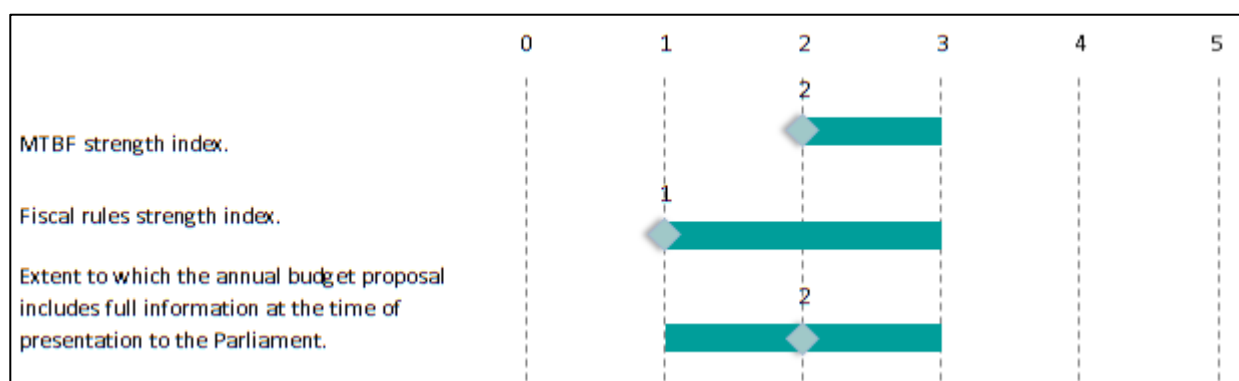 0 1 2 3 4 5
2
MTBF strength index.
1
Fiscal rules strength index.
Extent to which the annual budget proposal
includes full information at the time of
2
presentation to the Parliament.